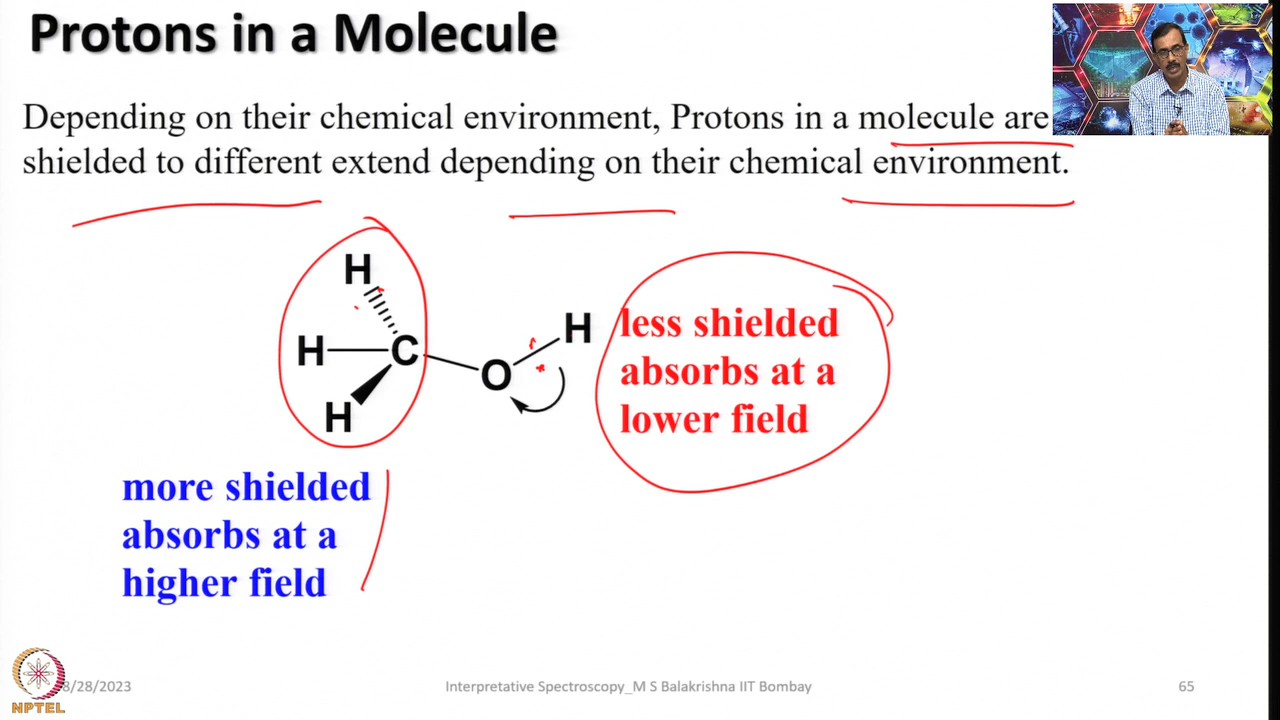 Protons in a Molecule
Depending on their chemical environment, Protons in a molecule are
shielded to different extend depending on their chemical environment.
H
H
C
O
H
H
less shielded
absorbs at a
lower field
more shielded
absorbs at a
higher field
NPTEL
8/28/2023
Interpretative Spectroscopy_M S Balakrishna IIT Bombay
65